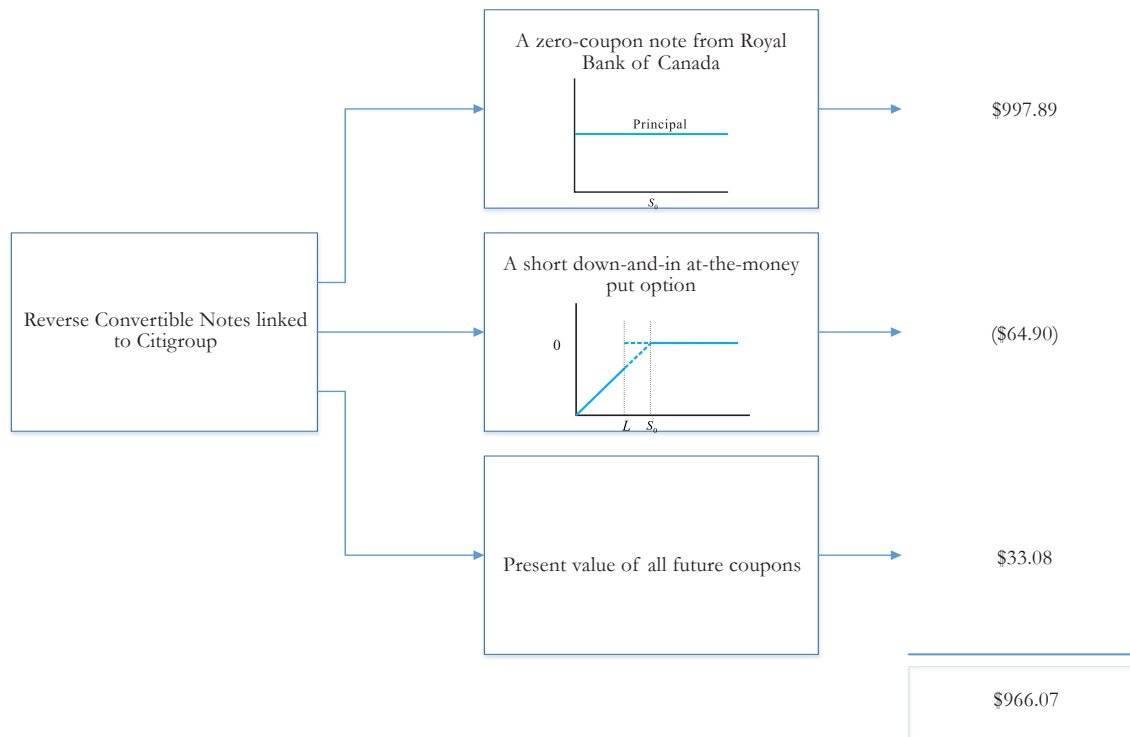 A zero-coupon note from Royal
Bank of Canada
Principal
S₀
$997.89
Reverse Convertible Notes linked
to Citigroup
A short down-and-in at-the-money
put option
0
L S₀
($64.90)
Present value of all future coupons
$33.08
$966.07